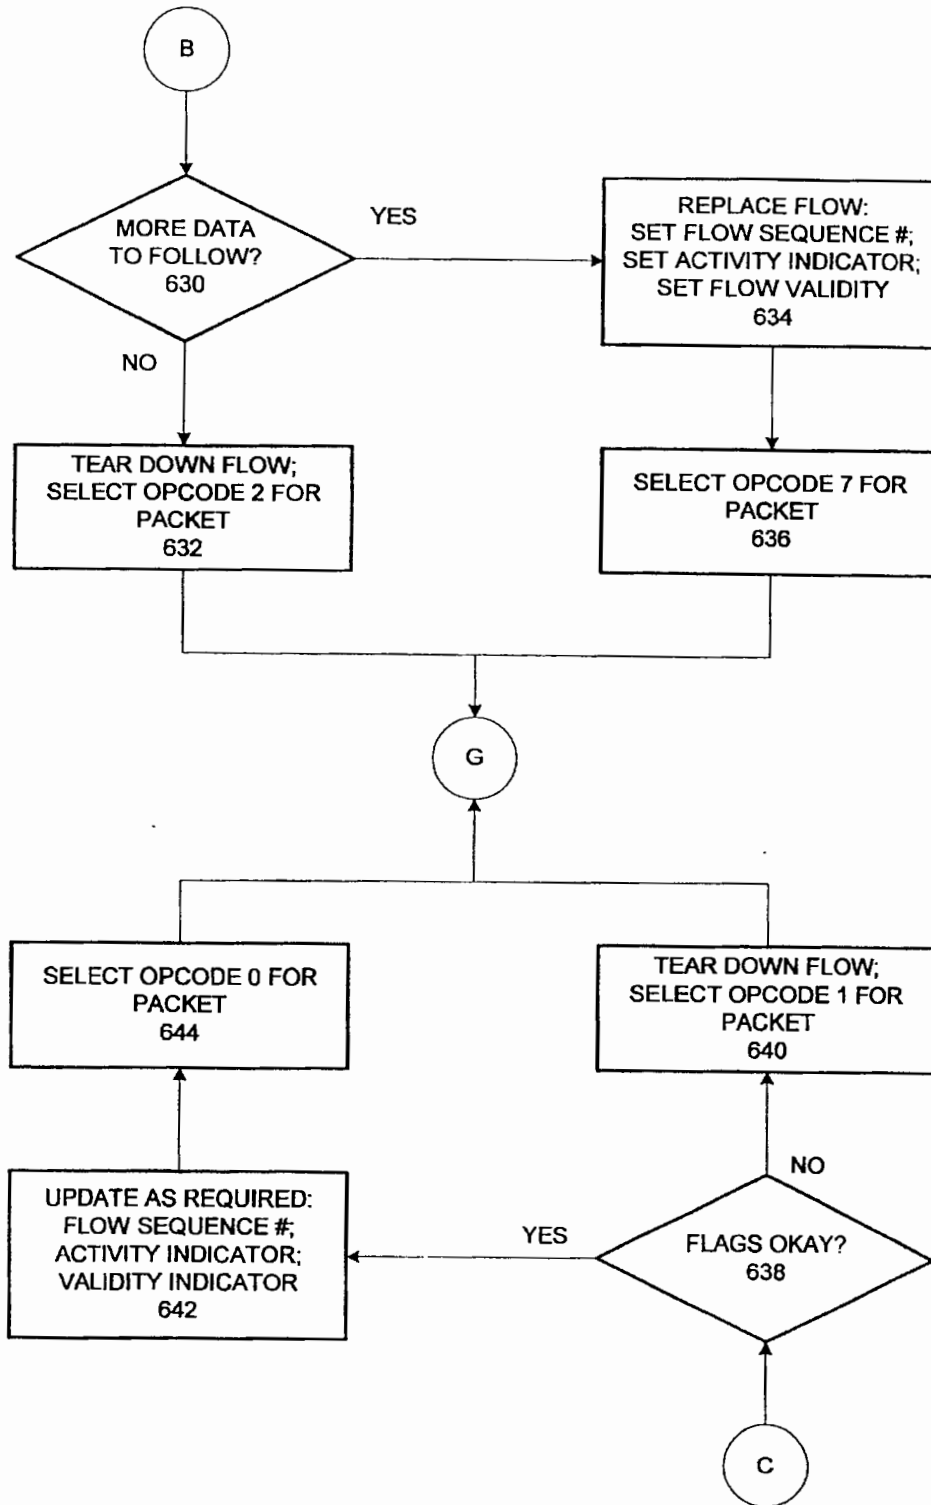 B
MORE DATA
TO FOLLOW?
630
YES
NO
REPLACE FLOW:
SET FLOW SEQUENCE #;
SET ACTIVITY INDICATOR;
SET FLOW VALIDITY
634
TEAR DOWN FLOW;
SELECT OPCODE 2 FOR
PACKET
632
SELECT OPCODE 7 FOR
PACKET
636
G
SELECT OPCODE 0 FOR
PACKET
644
TEAR DOWN FLOW;
SELECT OPCODE 1 FOR
PACKET
640
NO
UPDATE AS REQUIRED:
FLOW SEQUENCE #;
ACTIVITY INDICATOR;
VALIDITY INDICATOR
642
YES
FLAGS OKAY?
638
C